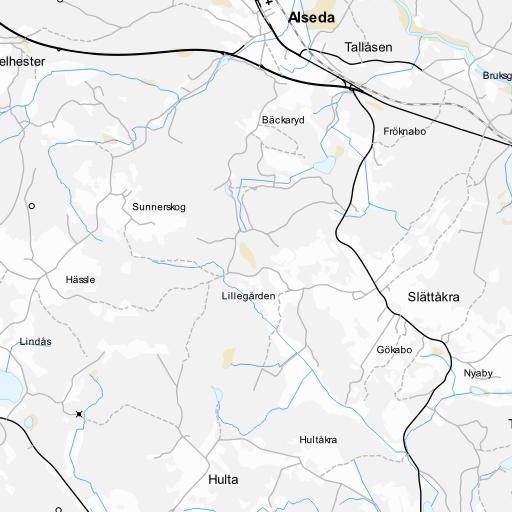 Alseda
Tallåsen
elhester
Bruksg
Bäckaryd
Fröknabo
Sunnerskog
Hässle
Lillegården
Slättåkra
Lindås
Gökabo
Nyaby
Hultåkra
T
Hulta